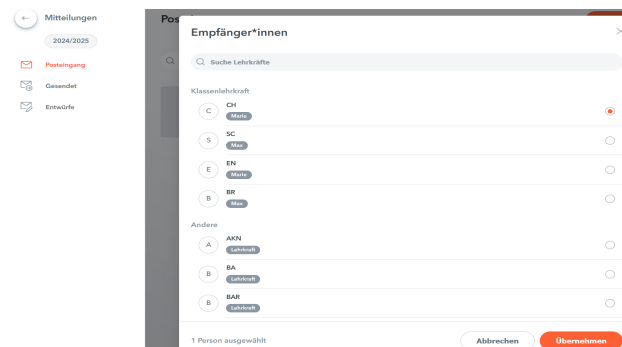 Mitteilungen
2024/2025
Posteingang
Gesendet
Entwürfe
Pos
Empfänger*innen
Suche Lehrkräfte
Klassenlehrkraft
C
CH
Marie
S
SC
Max
E
EN
Marie
B
BR
Max
Andere
A
AKN
Lehrkraft
B
BA
Lehrkraft
B
BAR
Lehrkraft
1 Person ausgewählt
Abbrechen
Übernehmen